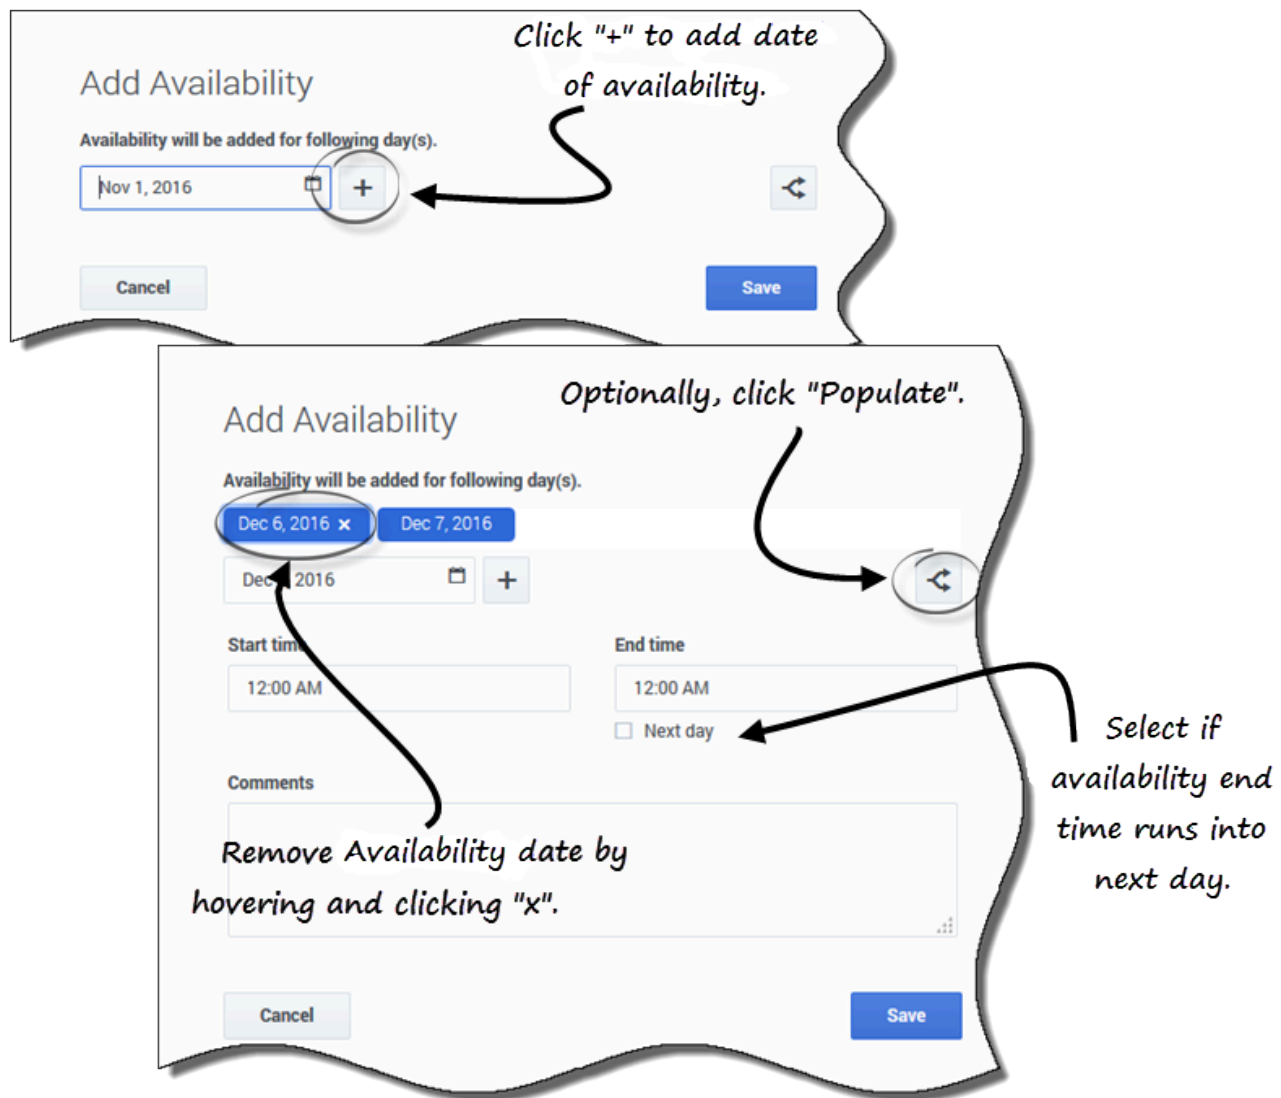 Click "+" to add date
of availability.
Add Availability
Availability will be added for following day(s).
Nov 1, 2016
+
Cancel
Save
Optionally, click "Populate".
Add Availability
Availability will be added for following day(s).
Dec 6, 2016 x
Dec 7, 2016
Dec 2016
+
Start time
End time
12:00 AM
12:00 AM
Next day
Select if
availability end
time runs into
next day.
Comments
Remove Availability date by
hovering and clicking "x".
Cancel
Save